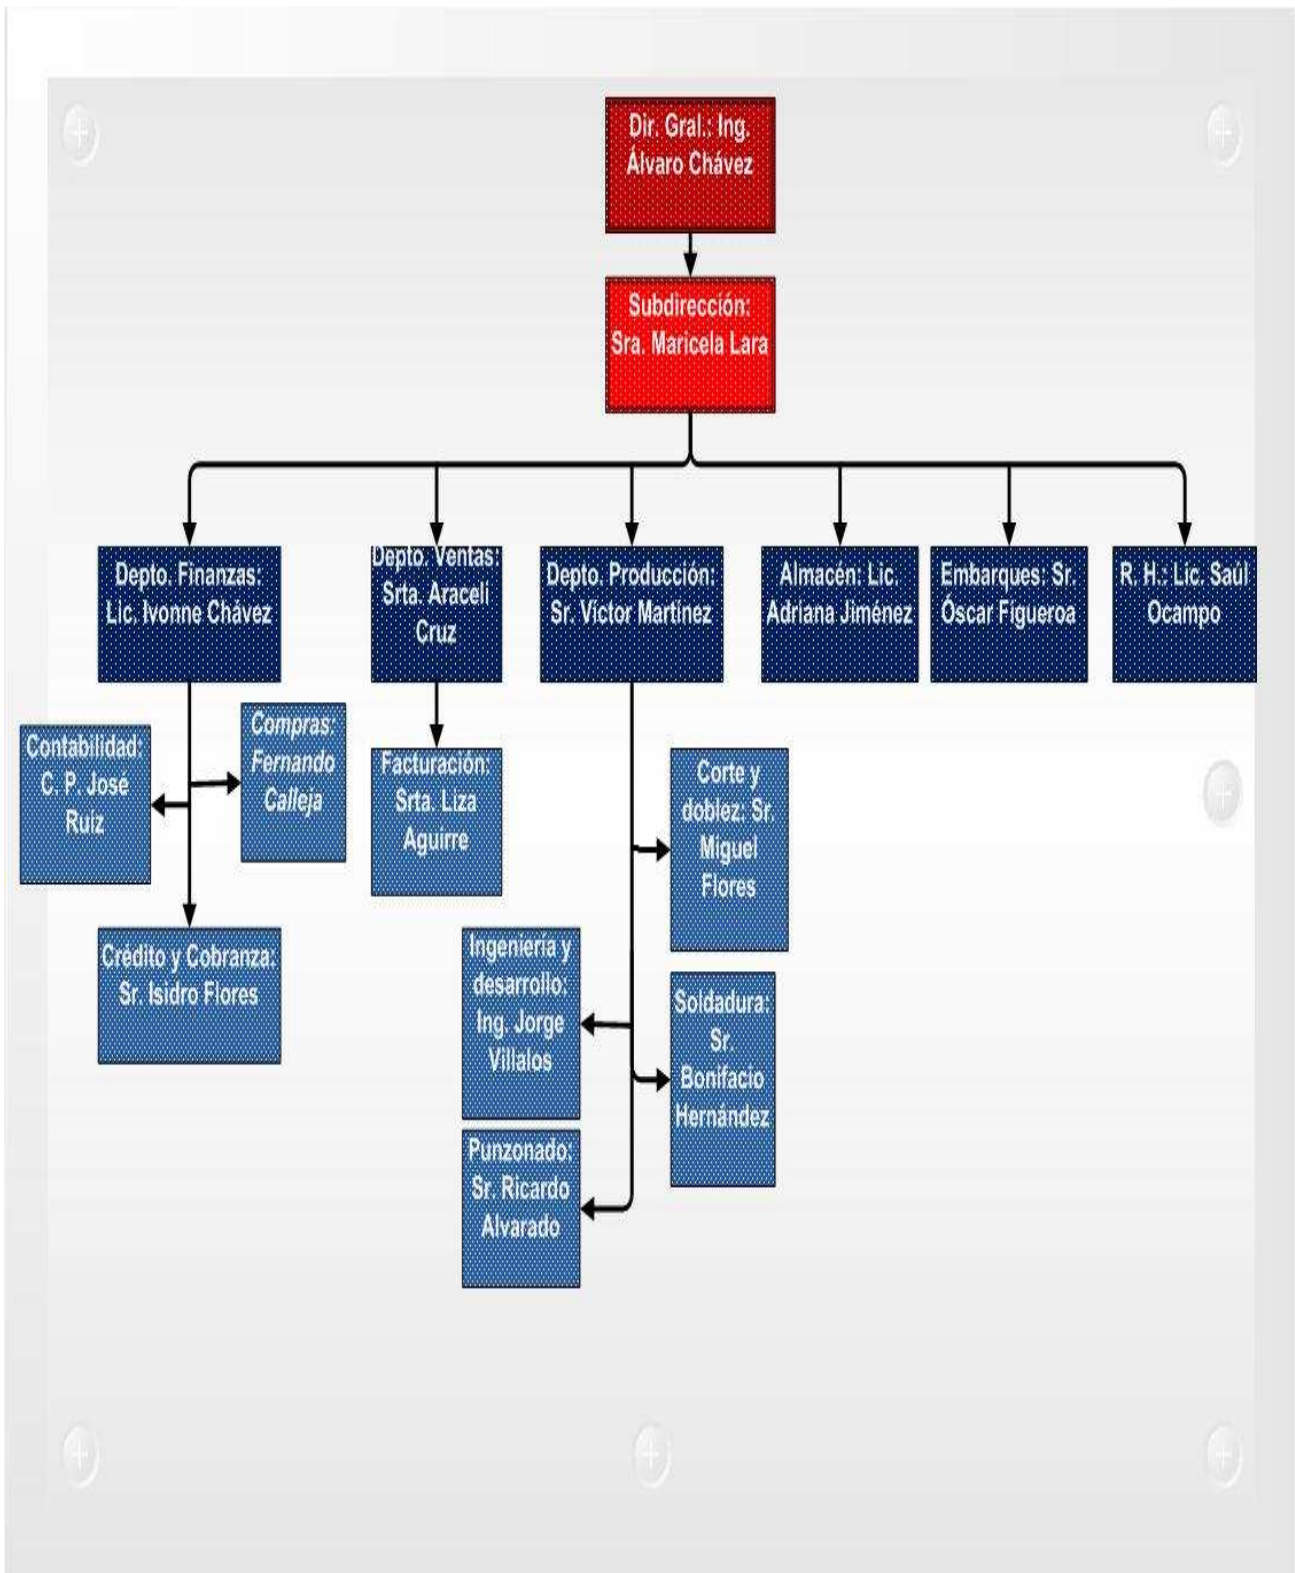 Dir. Gral.: Ing.
Álvaro Chávez
Subdirección:
Sra. Maricela Lara
Depto. Finanzas:
Lic. Ivonne Chávez
Depto. Ventas:
Srta. Araceli
Cruz
Depto. Producción:
Sr. Víctor Martínez
Almacén: Lic.
Adriana Jiménez
Embarques: Sr.
Óscar Figueroa
R. H.: Lic. Saúl
Ocampo
Contabilidad:
C. P. José
Ruiz
Compras:
Fernando
Calleja
Crédito y Cobranza:
Sr. Isidro Flores
Facturación:
Srta. Liza
Aguirre
Corte y
doblez: Sr.
Miguel
Flores
Ingeniería y
desarrollo:
Ing. Jorge
Villalos
Soldadura:
Sr.
Bonifacio
Hernández
Punzonado:
Sr. Ricardo
Alvarado